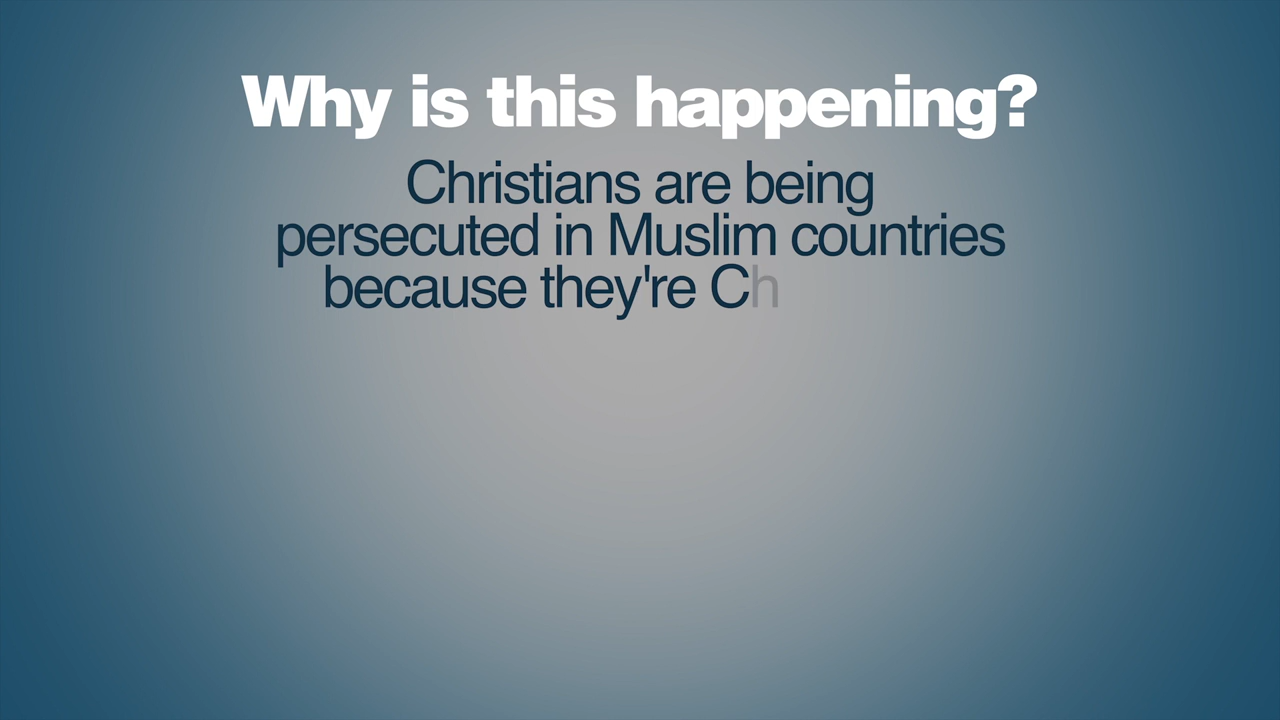 Why is this happening?
Christians are being
persecuted in Muslim countries
because they're Ch